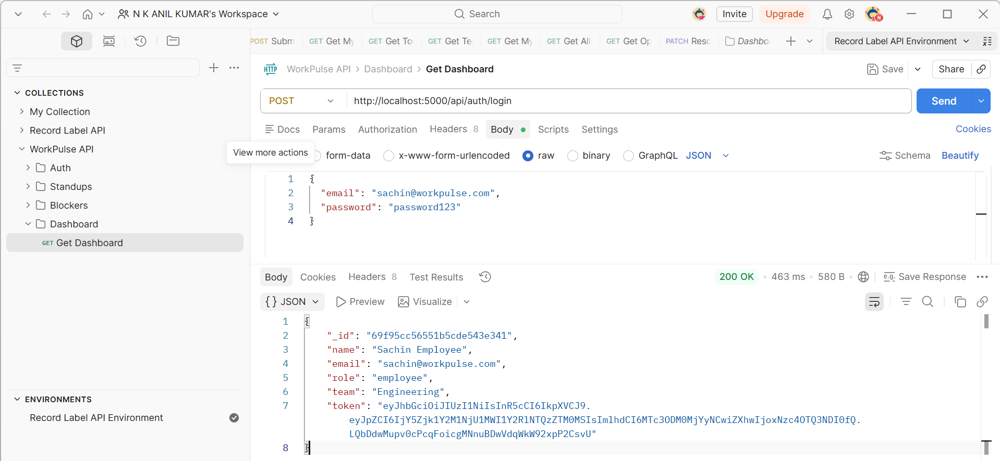 N K ANIL KUMAR's Workspace
Search
Invite
Upgrade
N
POST Subm
GET Get My
GET Get To
GET Get Te
GET Get My
GET Get All
GET Get Op
PATCH Reso
Dashbo
Record Label API Environment
HTTP WorkPulse API > Dashboard > Get Dashboard
Save
Share
COLLECTIONS
My Collection
Record Label API
WorkPulse API
Auth
Standups
Blockers
Dashboard
GET Get Dashboard
ENVIRONMENTS
Record Label API Environment
POST
http://localhost:5000/api/auth/login
Send
Docs
Params
Authorization
Headers 8
Body
Scripts
Settings
Cookies
View more actions
form-data
x-www-form-urlencoded
raw
binary
GraphQL
JSON
Schema
Beautify
1 {
2 "email": "sachin@workpulse.com",
3 "password": "password123"
4 }
Body
Cookies
Headers 8
Test Results
200 OK
463 ms
580 B
e.g. Save Response
{} JSON
Preview
Visualize
1 {
2 "_id": "69f95cc56551b5cde543e341",
3 "name": "Sachin Employee",
4 "email": "sachin@workpulse.com",
5 "role": "employee",
6 "team": "Engineering",
7 "token": "eyJhbGciOiJIUzI1NiIsInR5cCI6IkpXVCJ9.
eyJpZCI6IjY5Zjk1Y2M1NjU1MWI1Y2RlNTQzZTM0MSIsImlhdCI6MTc3ODM0MjYyNCwiZXhwIjoxNzc4OTQ3NDI0fQ.
LQbDdwMupv0cPcqFoicgMNnuBDwVdqWkW92xpP2CsvU"
8 }